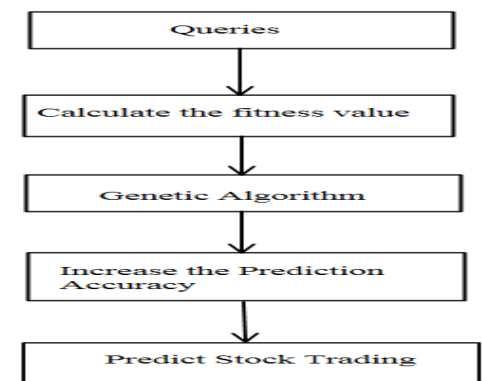 Queries
Calculate the fitness value
Genetic Algorithm
Increase the Prediction
Accuracy
Predict Stock Trading